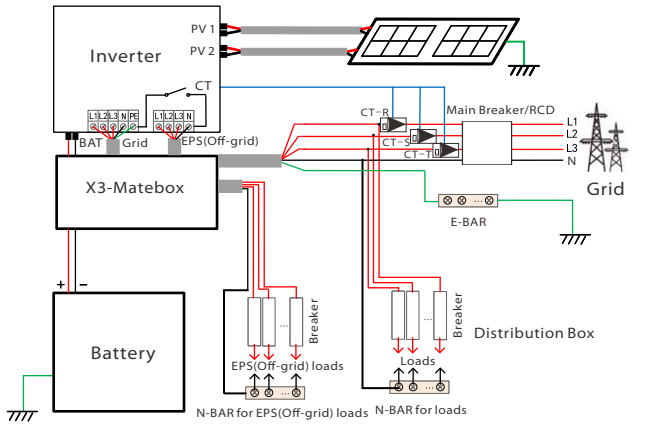 PV 1
Inverter
PV 2
CT
L1 L2 L3 N PE
L1 L2 L3 N
BAT
Grid
EPS(Off-grid)
CT-R
Main Breaker/RCD
L1
CT-S
L2
CT-T
L3
N
X3-Matebox
Grid
...
E-BAR
+ −
...
Breaker
...
Breaker
Distribution Box
Battery
EPS(Off-grid) loads
Loads
...
...
N-BAR for EPS(Off-grid) loads
N-BAR for loads